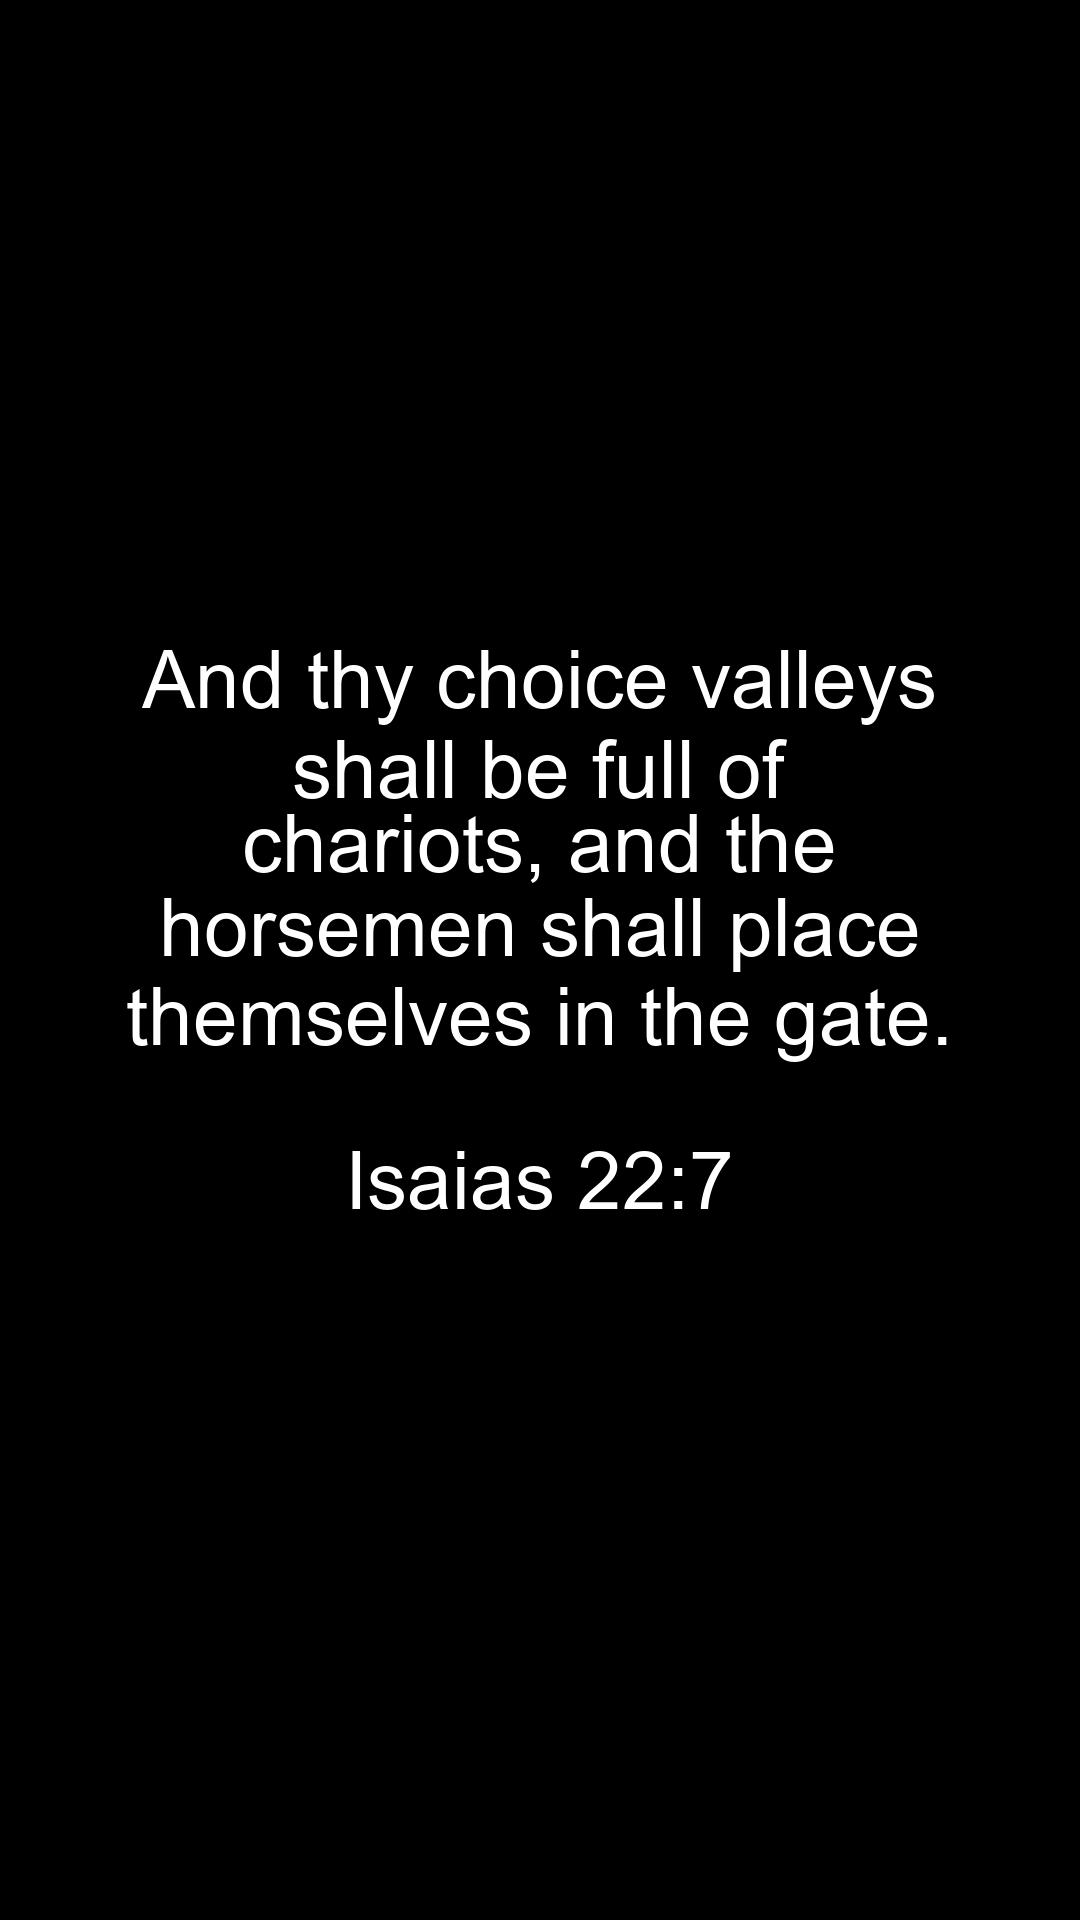 And thy choice valleys
shall be full of
chariots, and the
horsemen shall place
themselves in the gate.
Isaias 22:7